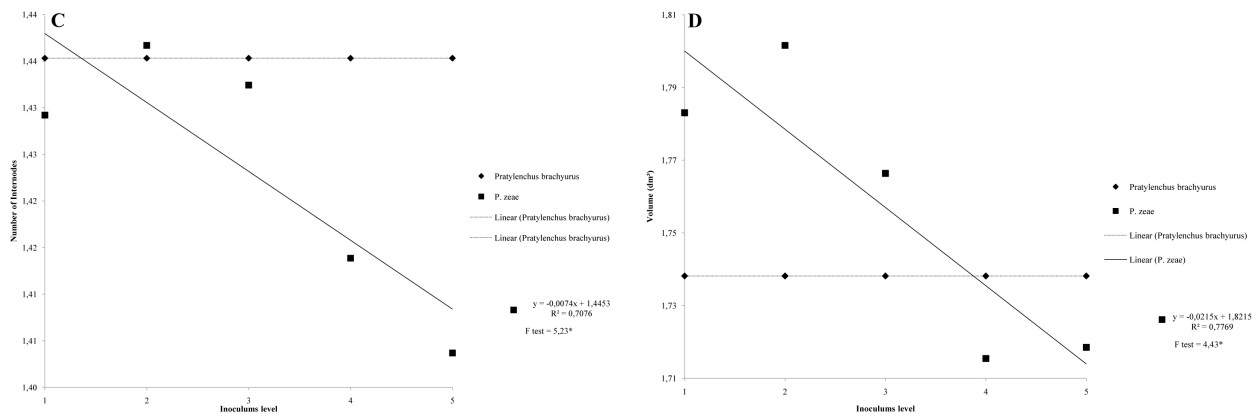 C
1,44
1,44
1,43
1,43
1,42
1,42
1,41
1,41
1,40
Number of Internodes
1 2 3 4 5
Inoculums level
Pratylenchus brachyurus
P. zeae
Linear (Pratylenchus brachyurus)
Linear (Pratylenchus brachyurus)
y = -0,0074x + 1,4453
R² = 0,7076
F test = 5,23*
D
1,81
1,79
1,77
1,75
1,73
1,71
Volume (dm³)
1 2 3 4 5
Inoculums level
Pratylenchus brachyurus
P. zeae
Linear (Pratylenchus brachyurus)
Linear (P. zeae)
y = -0,0215x + 1,8215
R² = 0,7769
F test = 4,43*